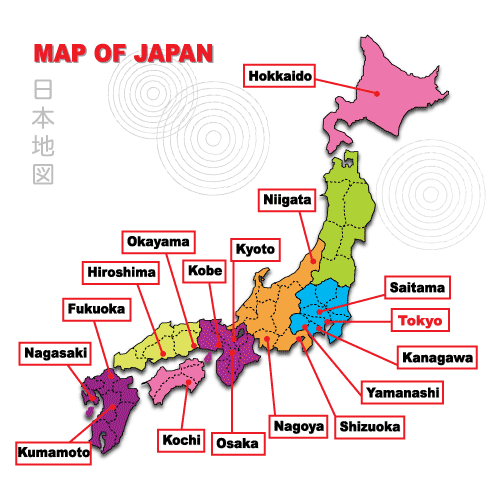 MAP OF JAPAN
日本地図
Hokkaido
Niigata
Okayama
Kyoto
Hiroshima
Kobe
Saitama
Fukuoka
Tokyo
Nagasaki
Kanagawa
Yamanashi
Kochi
Osaka
Nagoya
Shizuoka
Kumamoto